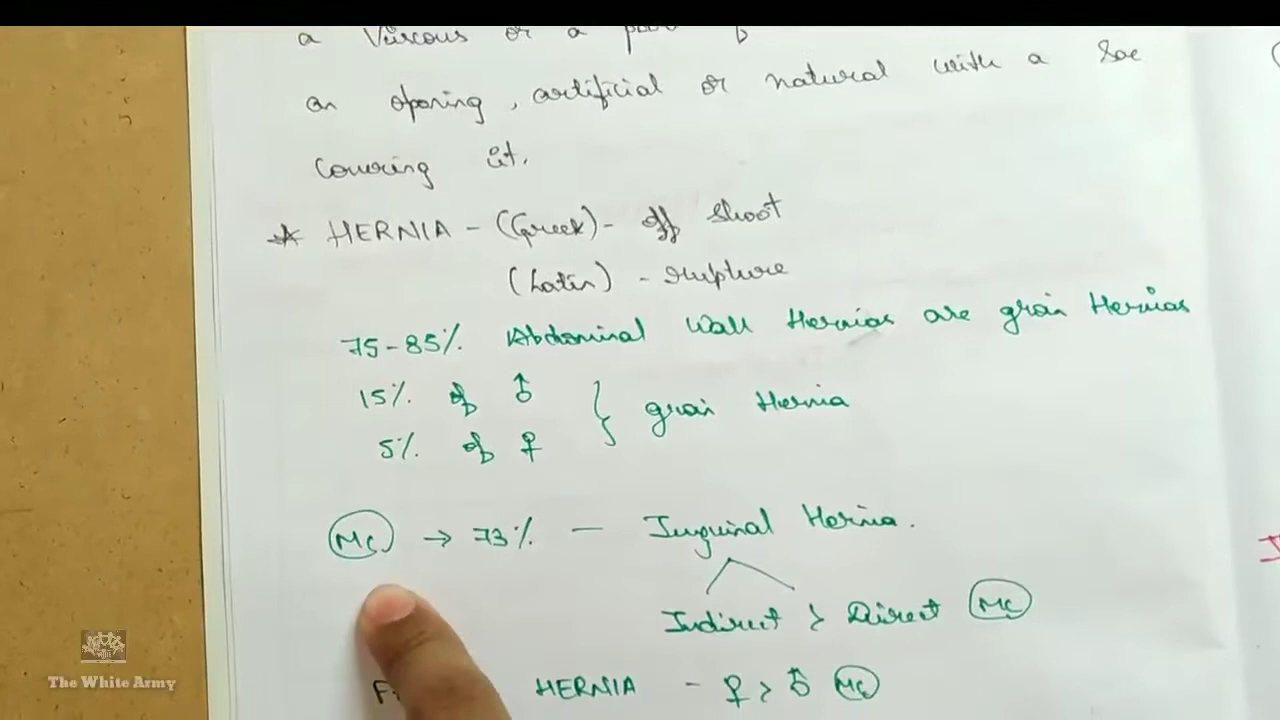 a Viscous or a part
an opening, artificial or natural with a Sac
Covering it.
* HERNIA - (Greek) - off shoot
(Latin) - rupture
75-85% Abdominal Wall Hernias are groin Hernias
15% of ♂
5% of ♀ } groin Hernia
MC → 73% - Inguinal Hernia.
Indirect > Direct MC
HERNIA - ♀ > ♂ MC
The White Army